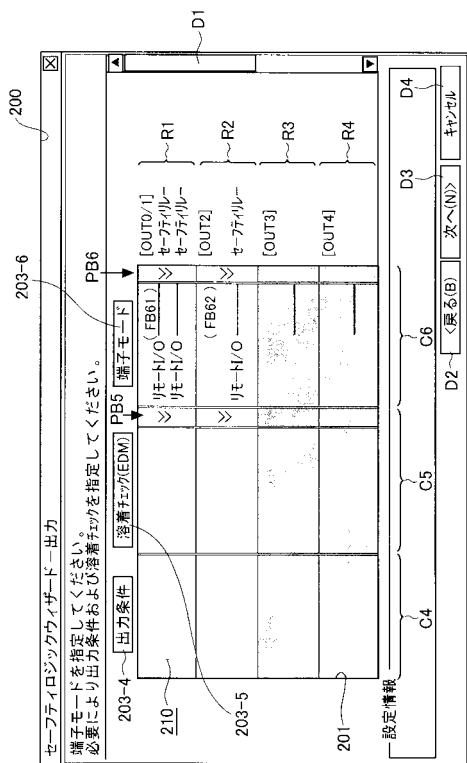 200
セーフティロジックウィザード－出力
端子モードを指定してください。
必要により出力条件および溶着チェックを指定してください。
203-4
出力条件
溶着チェック(EDM)
PB5
端子モード
203-6
PB6
210
203-5
201
(FB61)
リモートI/O
リモートI/O
[OUT0/1]
セーフティリレー
セーフティリレー
R1
(FB62)
リモートI/O
[OUT2]
セーフティリレー
R2
[OUT3]
R3
[OUT4]
R4
D1
設定情報
C4
C5
C6
D2
<戻る(B)
次へ(N)>
D3
キャンセル
D4